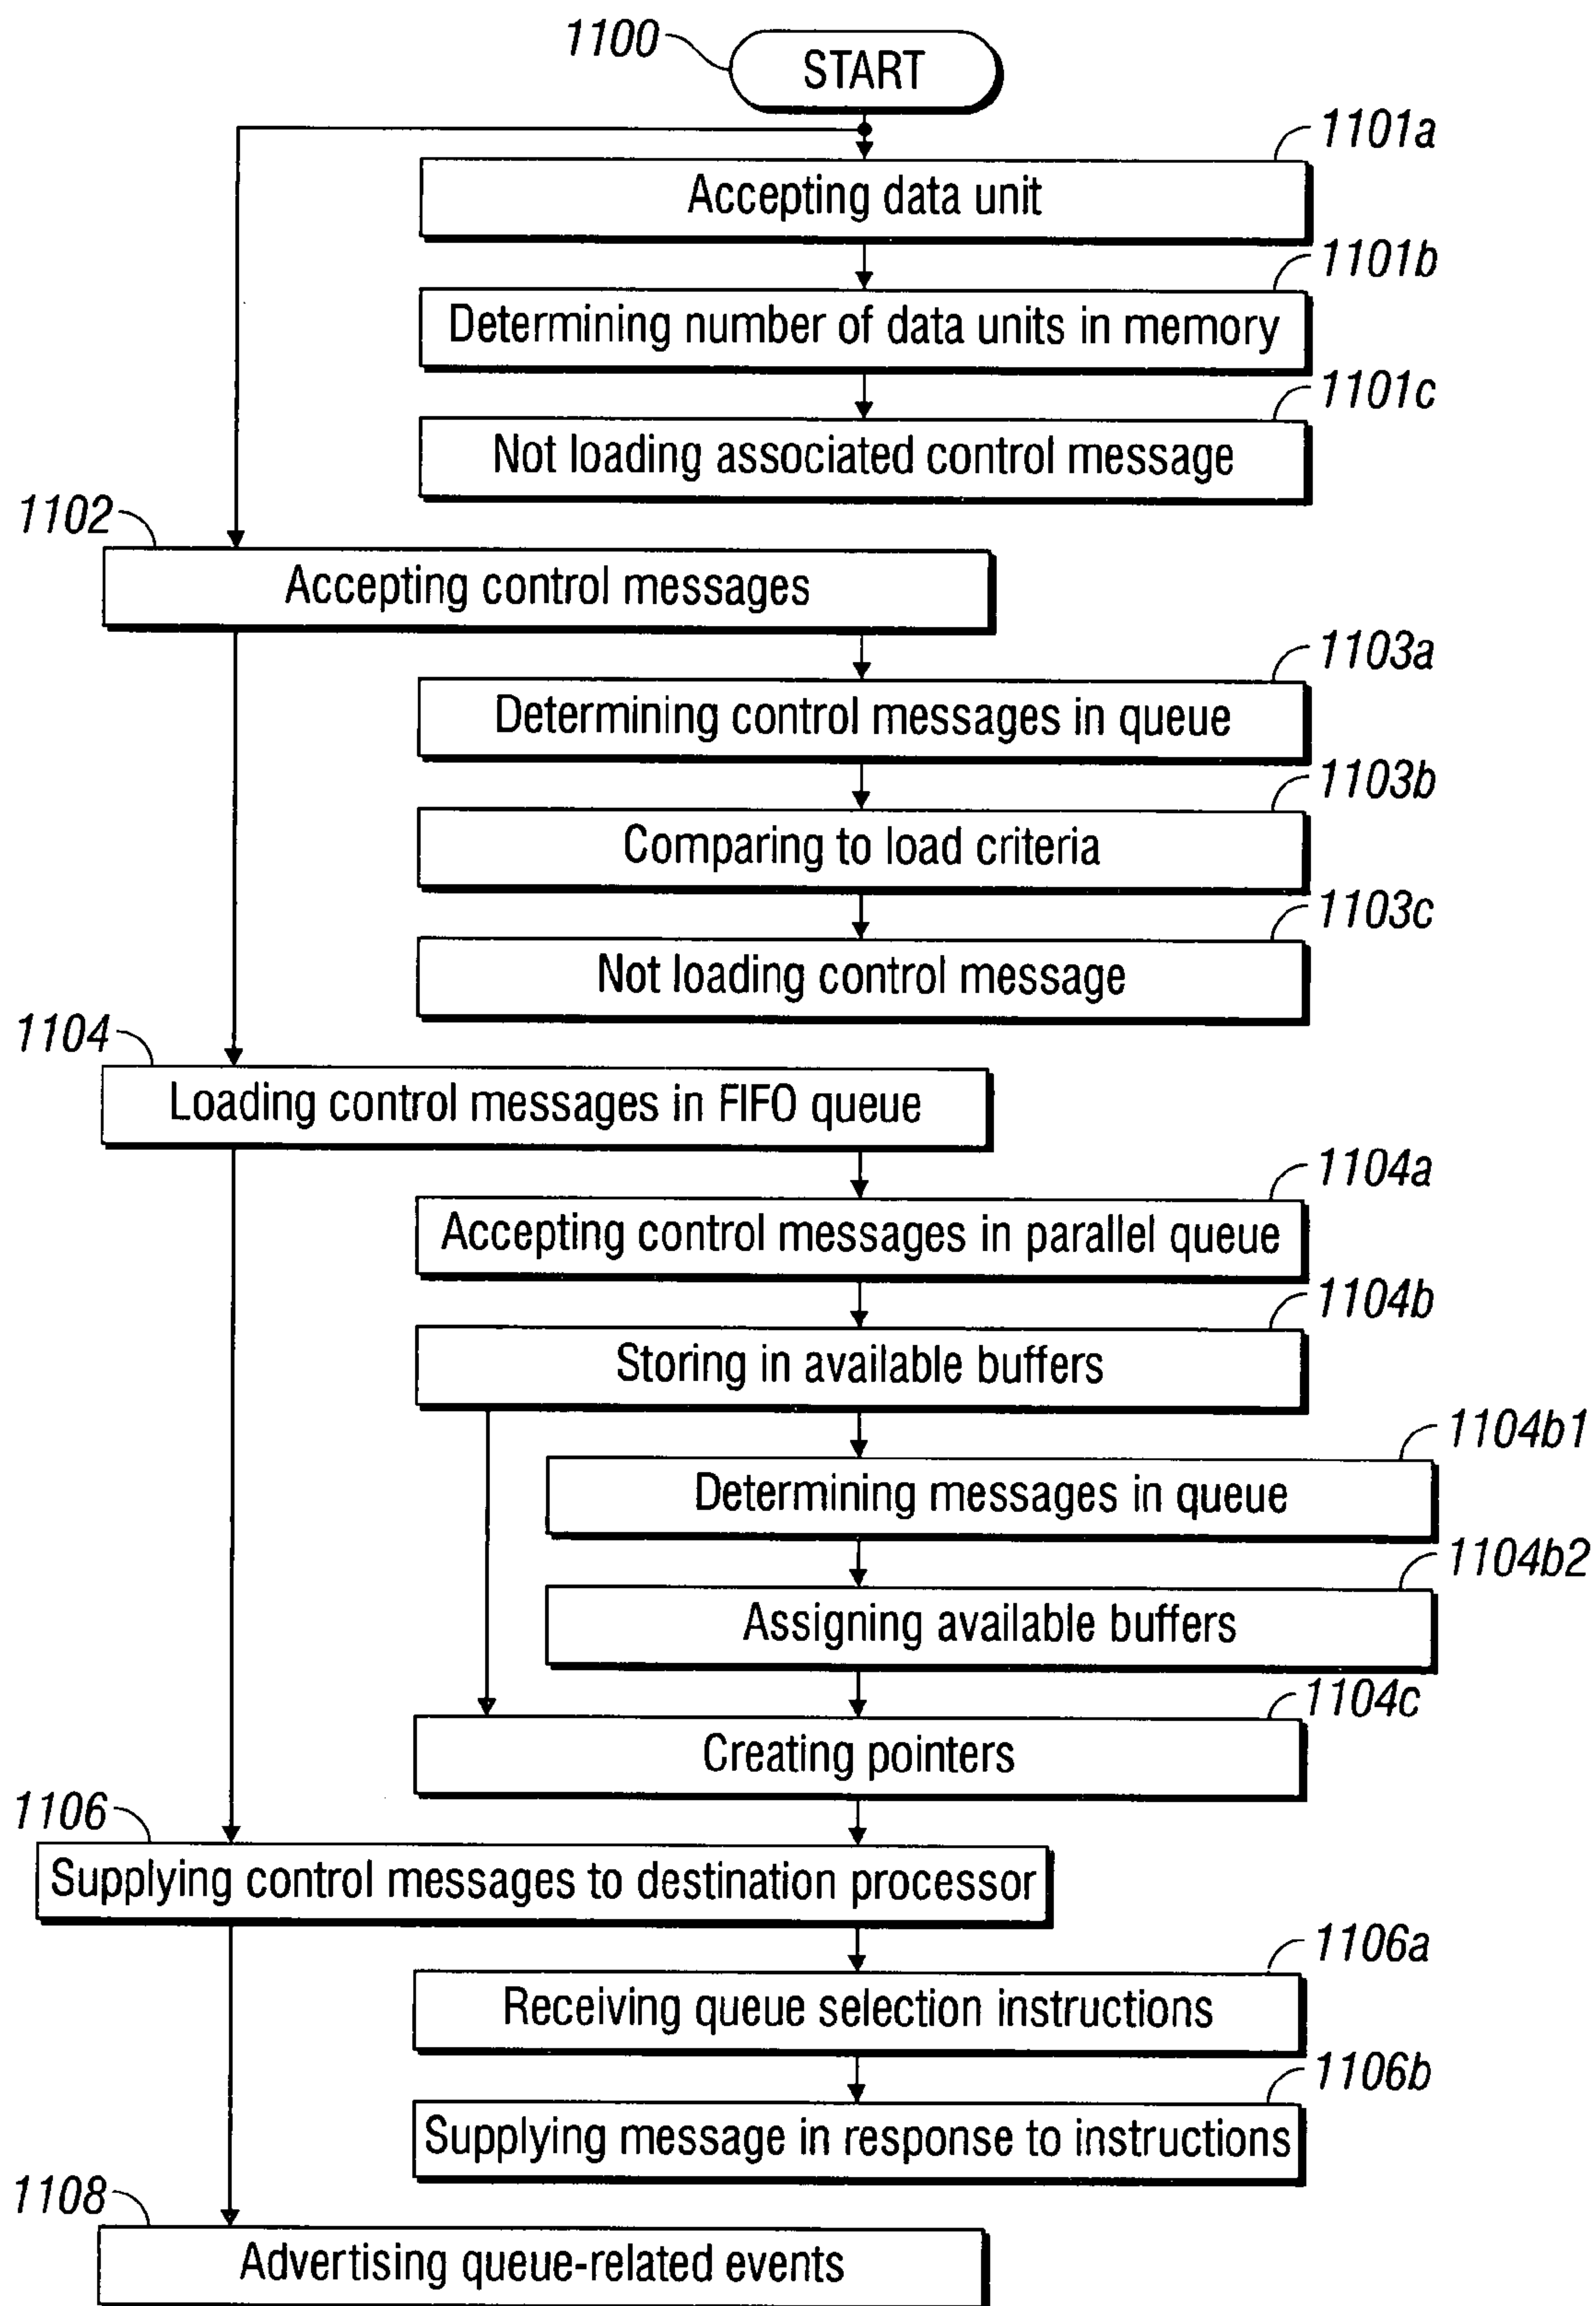 1100
START
1101a
Accepting data unit
1101b
Determining number of data units in memory
1101c
Not loading associated control message
1102
Accepting control messages
1103a
Determining control messages in queue
1103b
Comparing to load criteria
1103c
Not loading control message
1104
Loading control messages in FIFO queue
1104a
Accepting control messages in parallel queue
1104b
Storing in available buffers
1104b1
Determining messages in queue
1104b2
Assigning available buffers
1104c
Creating pointers
1106
Supplying control messages to destination processor
1106a
Receiving queue selection instructions
1106b
Supplying message in response to instructions
1108
Advertising queue-related events